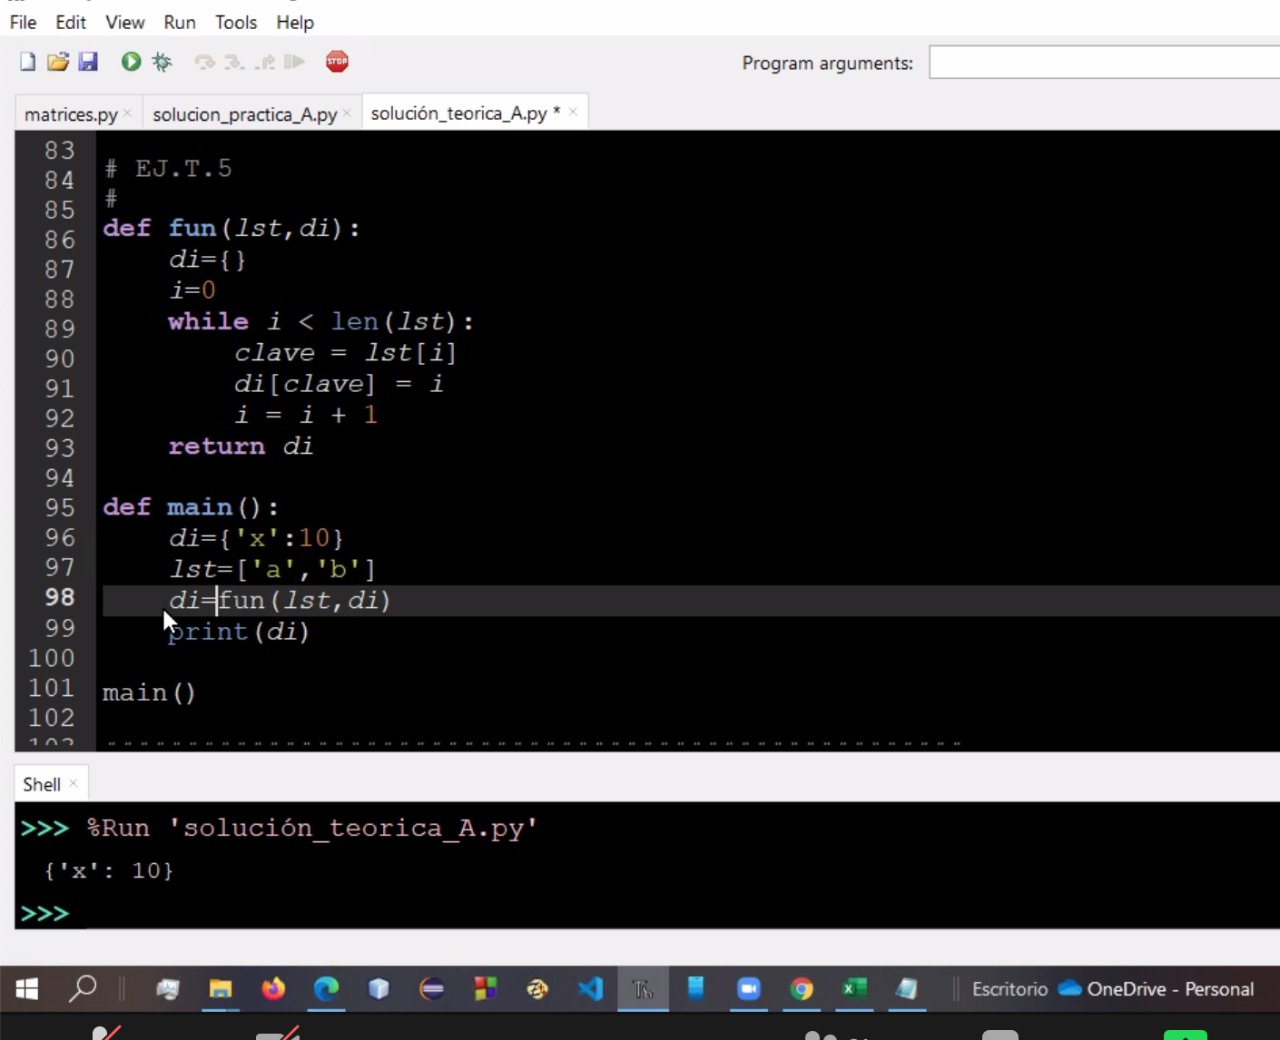 File Edit View Run Tools Help
Program arguments:
matrices.py × solucion_practica_A.py × solución_teorica_A.py * ×
83
84 # EJ.T.5
85 #
86 def fun(lst,di):
87 di={}
88 i=0
89 while i < len(lst):
90 clave = lst[i]
91 di[clave] = i
92 i = i + 1
93 return di
94
95 def main():
96 di={'x':10}
97 lst=['a','b']
98 di=fun(lst,di)
99 print(di)
100
101 main()
102
Shell ×
>>> %Run 'solución_teorica_A.py'
{'x': 10}
>>>
Escritorio OneDrive - Personal